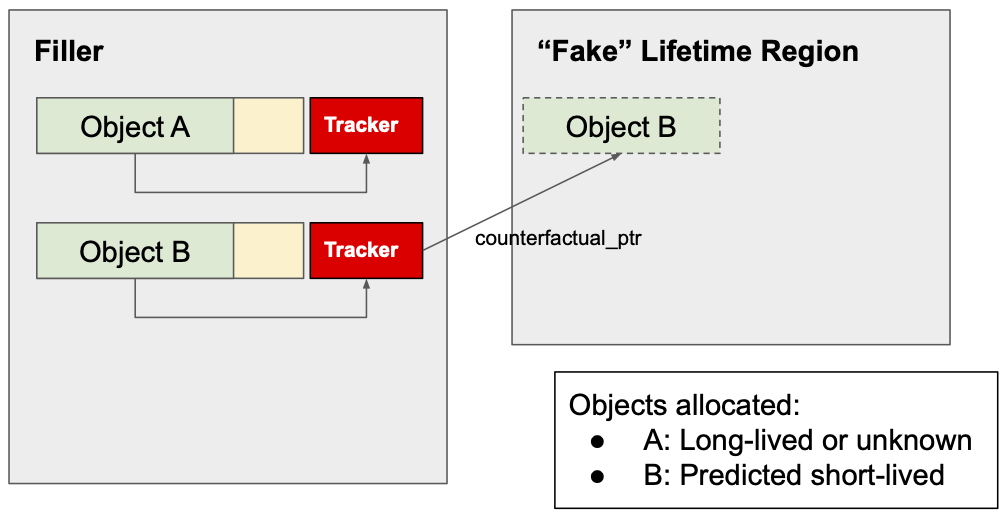 Filler
Object A
Tracker
Object B
Tracker
“Fake” Lifetime Region
Object B
counterfactual_ptr
Objects allocated:
● A: Long-lived or unknown
● B: Predicted short-lived